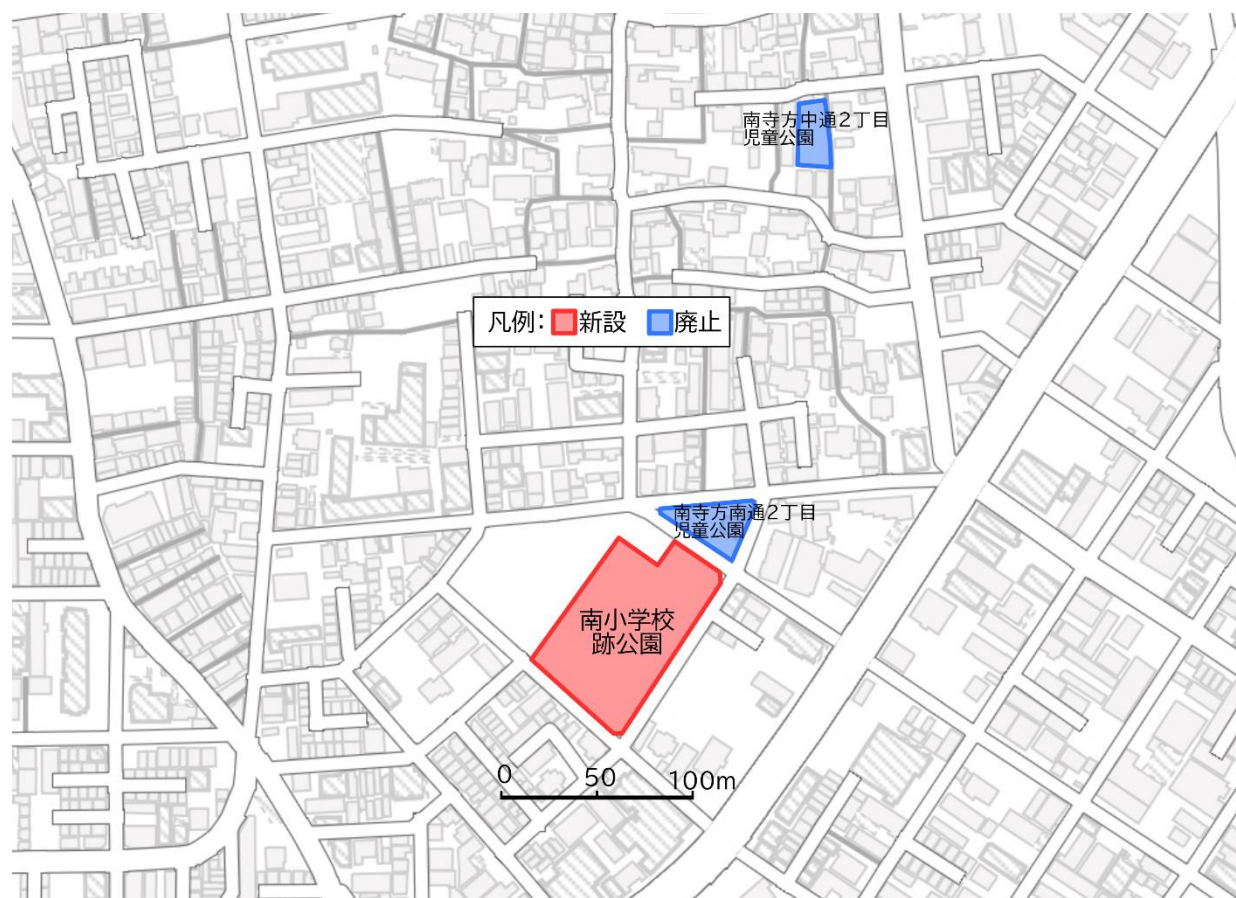 南寺方中通2丁目
児童公園
凡例：新設 廃止
南寺方南通2丁目
児童公園
南小学校
跡公園
0 50 100m